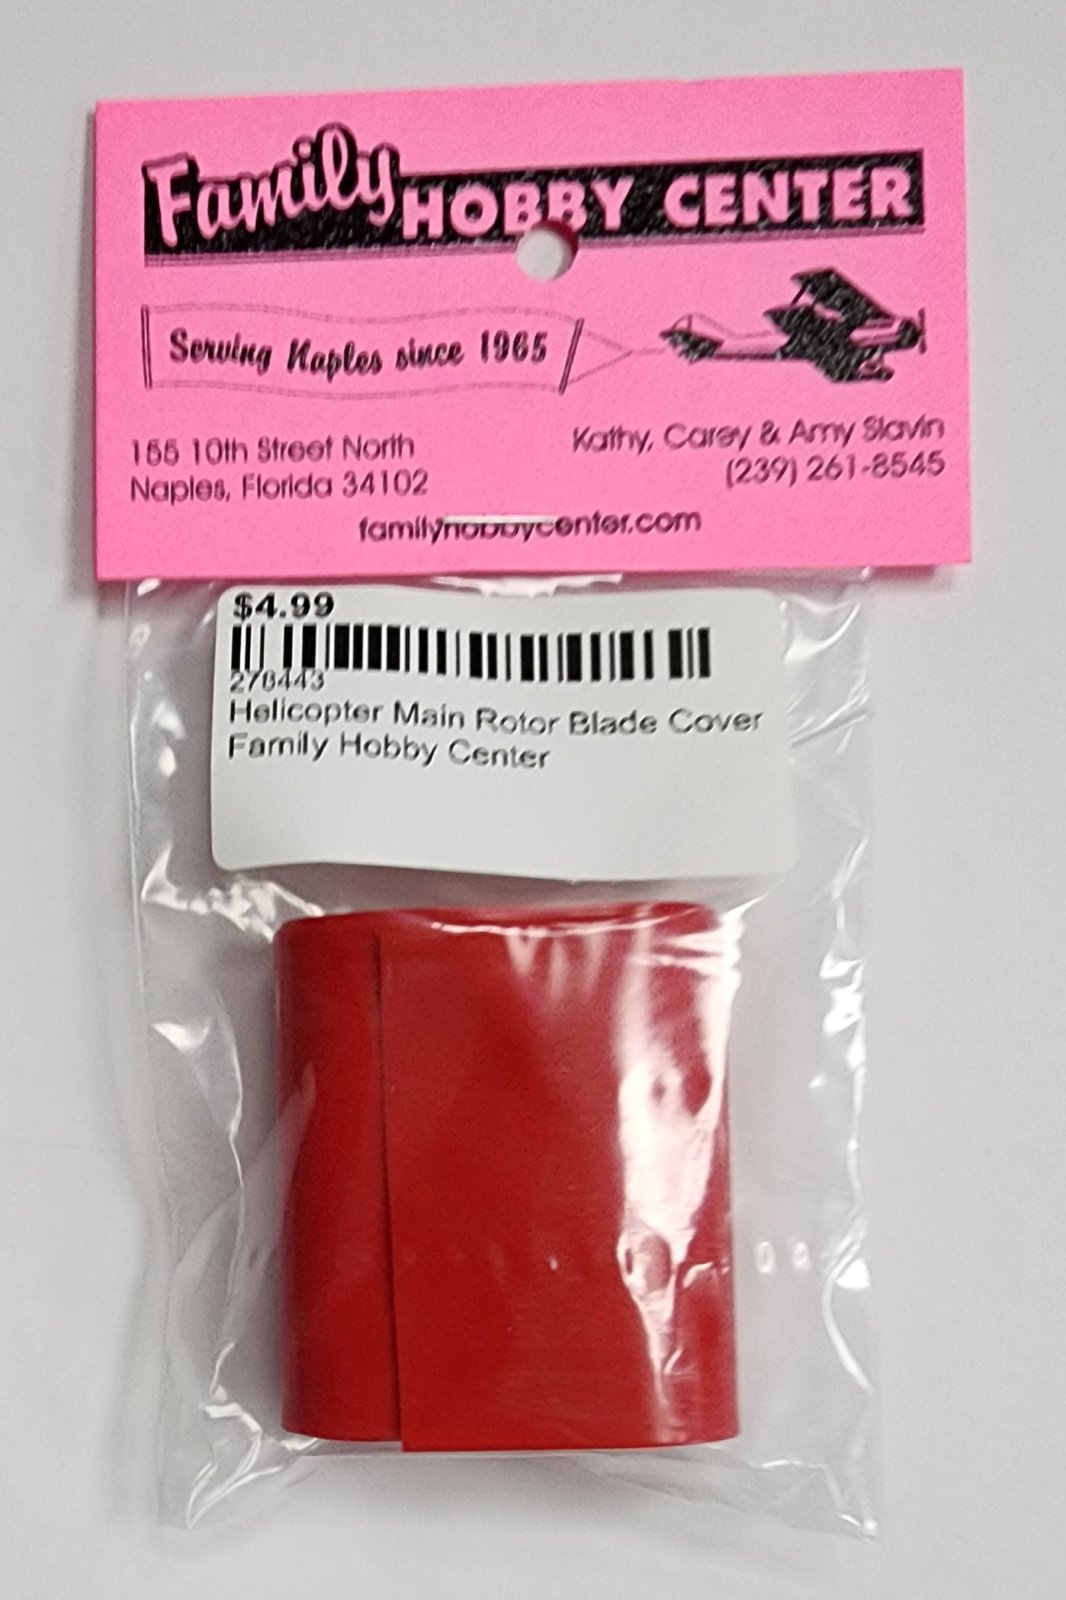 Family HOBBY CENTER
Serving Naples since 1965
155 10th Street North
Naples, Florida 34102
Kathy, Carey & Amy Slavin
(239) 261-8545
familyhobbycenter.com
$4.99
278443
Helicopter Main Rotor Blade Cover
Family Hobby Center